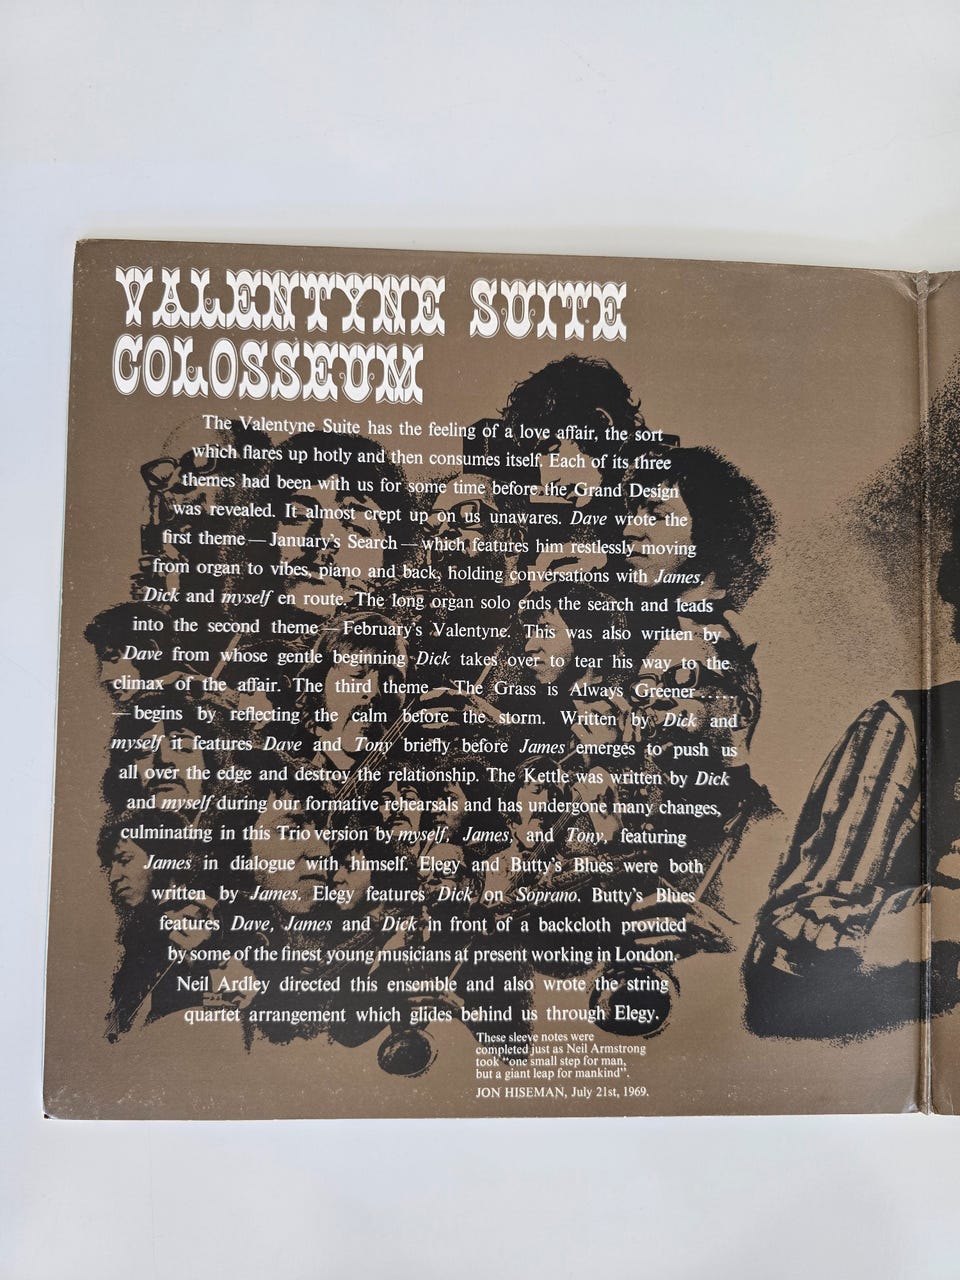 VALENTYNE SUITE
COLOSSEUM
The Valentyne Suite has the feeling of a love affair, the sort
which flares up hotly and then consumes itself. Each of its three
themes had been with us for some time before the Grand Design
was revealed. It almost crept up on us unawares. Dave wrote the
first theme — January's Search — which features him restlessly moving
from organ to vibes, piano and back, holding conversations with James,
Dick and myself en route. The long organ solo ends the search and leads
into the second theme — February's Valentyne. This was also written by
Dave from whose gentle beginning Dick takes over to tear his way to the
climax of the affair. The third theme — The Grass is Always Greener.....
— begins by reflecting the calm before the storm. Written by Dick and
myself it features Dave and Tony briefly before James emerges to push us
all over the edge and destroy the relationship. The Kettle was written by Dick
and myself during our formative rehearsals and has undergone many changes,
culminating in this Trio version by myself, James, and Tony, featuring
James in dialogue with himself. Elegy and Butty's Blues were both
written by James. Elegy features Dick on Soprano. Butty's Blues
features Dave, James and Dick in front of a backcloth provided
by some of the finest young musicians at present working in London.
Neil Ardley directed this ensemble and also wrote the string
quartet arrangement which glides behind us through Elegy.
These sleeve notes were
completed just as Neil Armstrong
took "one small step for man,
but a giant leap for mankind".
JON HISEMAN, July 21st, 1969.